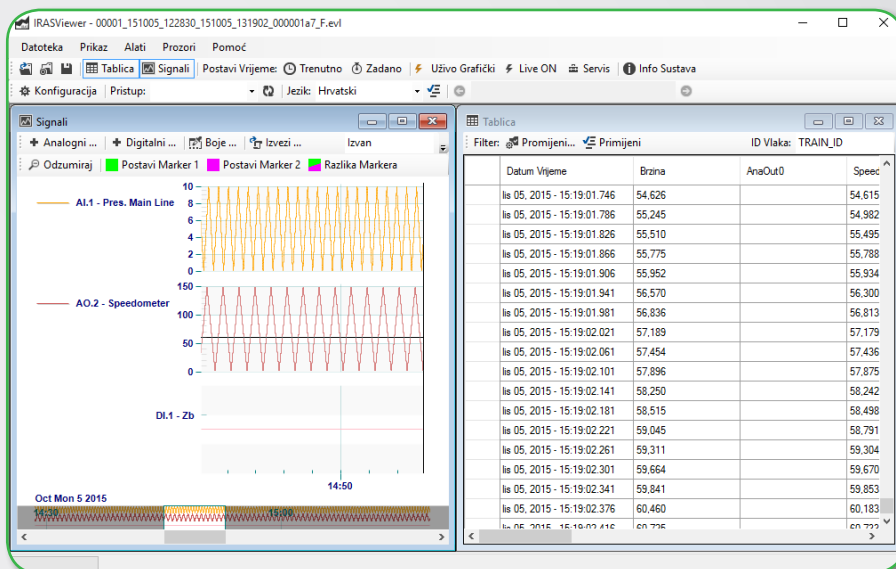 IRASViewer - 00001_151005_122830_151005_131902_000001a7_F.evl
Datoteka Prikaz Alati Prozori Pomoć
Tablica Signali Postavi Vrijeme: Trenutno Zadano Uživo Grafički Live ON Servis Info Sustava
Konfiguracija Pristup: Jezik: Hrvatski
Signali
Analogni ... Digitalni ... Boje ... Izvezi ... Izvan
Odzumiraj Postavi Marker 1 Postavi Marker 2 Razlika Markera
AI.1 - Pres. Main Line
10
8
6
4
2
0
AO.2 - Speedometer
150
100
50
0
DI.1 - Zb
14:50
Oct Mon 5 2015
14:30 15:00
Tablica
Filter: Promijeni... Primijeni ID Vlaka: TRAIN_ID
Datum Vrijeme Brzina AnaOut0 Speed
lis 05, 2015 - 15:19:01.746 54,626 54,615
lis 05, 2015 - 15:19:01.786 55,245 54,982
lis 05, 2015 - 15:19:01.826 55,510 55,495
lis 05, 2015 - 15:19:01.866 55,775 55,788
lis 05, 2015 - 15:19:01.906 55,952 55,934
lis 05, 2015 - 15:19:01.941 56,570 56,300
lis 05, 2015 - 15:19:01.981 56,836 56,813
lis 05, 2015 - 15:19:02.021 57,189 57,179
lis 05, 2015 - 15:19:02.061 57,454 57,436
lis 05, 2015 - 15:19:02.101 57,896 57,875
lis 05, 2015 - 15:19:02.141 58,250 58,242
lis 05, 2015 - 15:19:02.181 58,515 58,498
lis 05, 2015 - 15:19:02.221 59,045 58,791
lis 05, 2015 - 15:19:02.261 59,311 59,304
lis 05, 2015 - 15:19:02.301 59,664 59,670
lis 05, 2015 - 15:19:02.341 59,841 59,853
lis 05, 2015 - 15:19:02.376 60,460 60,183
lis 05, 2015 - 15:19:02.416